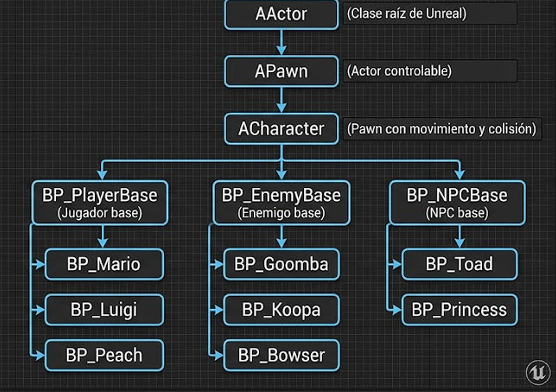 AActor
(Clase raíz de Unreal)
APawn
(Actor controlable)
ACharacter
(Pawn con movimiento y colisión)
BP_PlayerBase
(Jugador base)
BP_EnemyBase
(Enemigo base)
BP_NPCBase
(NPC base)
BP_Mario
BP_Goomba
BP_Toad
BP_Luigi
BP_Koopa
BP_Princess
BP_Peach
BP_Bowser